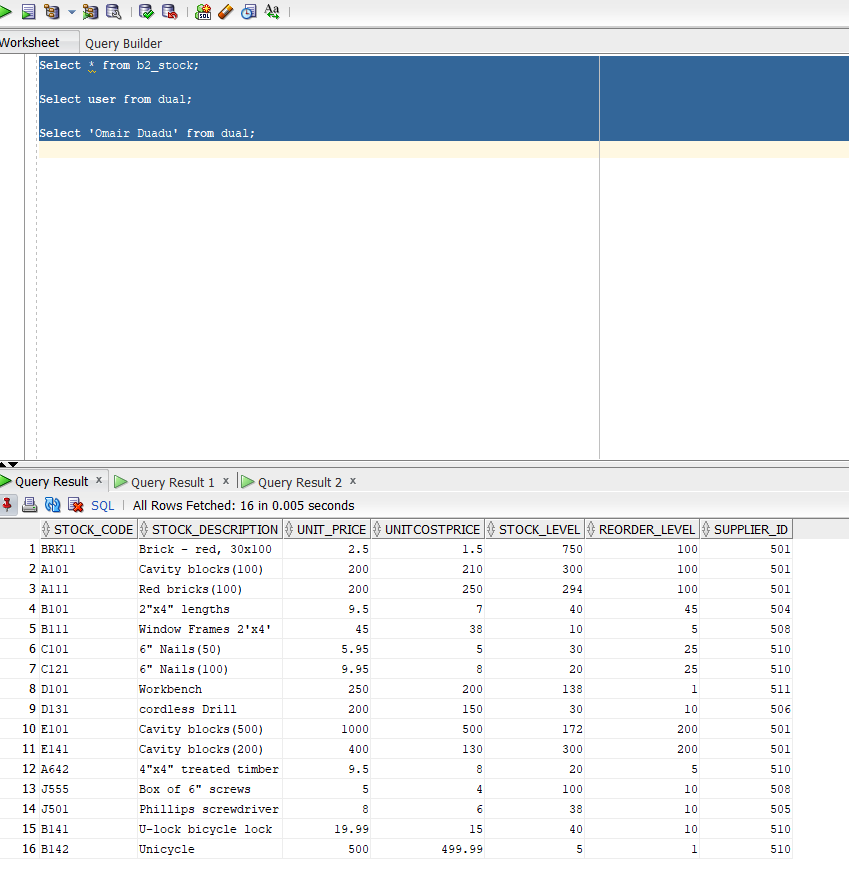 Worksheet Query Builder
Select * from b2_stock;
Select user from dual;
Select 'Omair Duadu' from dual;
Query Result x Query Result 1 x Query Result 2 x
SQL All Rows Fetched: 16 in 0.005 seconds
STOCK_CODE STOCK_DESCRIPTION UNIT_PRICE UNITCOSTPRICE STOCK_LEVEL REORDER_LEVEL SUPPLIER_ID
1 BRK11 Brick - red, 30x100 2.5 1.5 750 100 501
2 A101 Cavity blocks(100) 200 210 300 100 501
3 A111 Red bricks(100) 200 250 294 100 501
4 B101 2"x4" lengths 9.5 7 40 45 504
5 B111 Window Frames 2'x4' 45 38 10 5 508
6 C101 6" Nails(50) 5.95 5 30 25 510
7 C121 6" Nails(100) 9.95 8 20 25 510
8 D101 Workbench 250 200 138 1 511
9 D131 cordless Drill 200 150 30 10 506
10 E101 Cavity blocks(500) 1000 500 172 200 501
11 E141 Cavity blocks(200) 400 130 300 200 501
12 A642 4"x4" treated timber 9.5 8 20 5 510
13 J555 Box of 6" screws 5 4 100 10 508
14 J501 Phillips screwdriver 8 6 38 10 505
15 B141 U-lock bicycle lock 19.99 15 40 10 510
16 B142 Unicycle 500 499.99 5 1 510